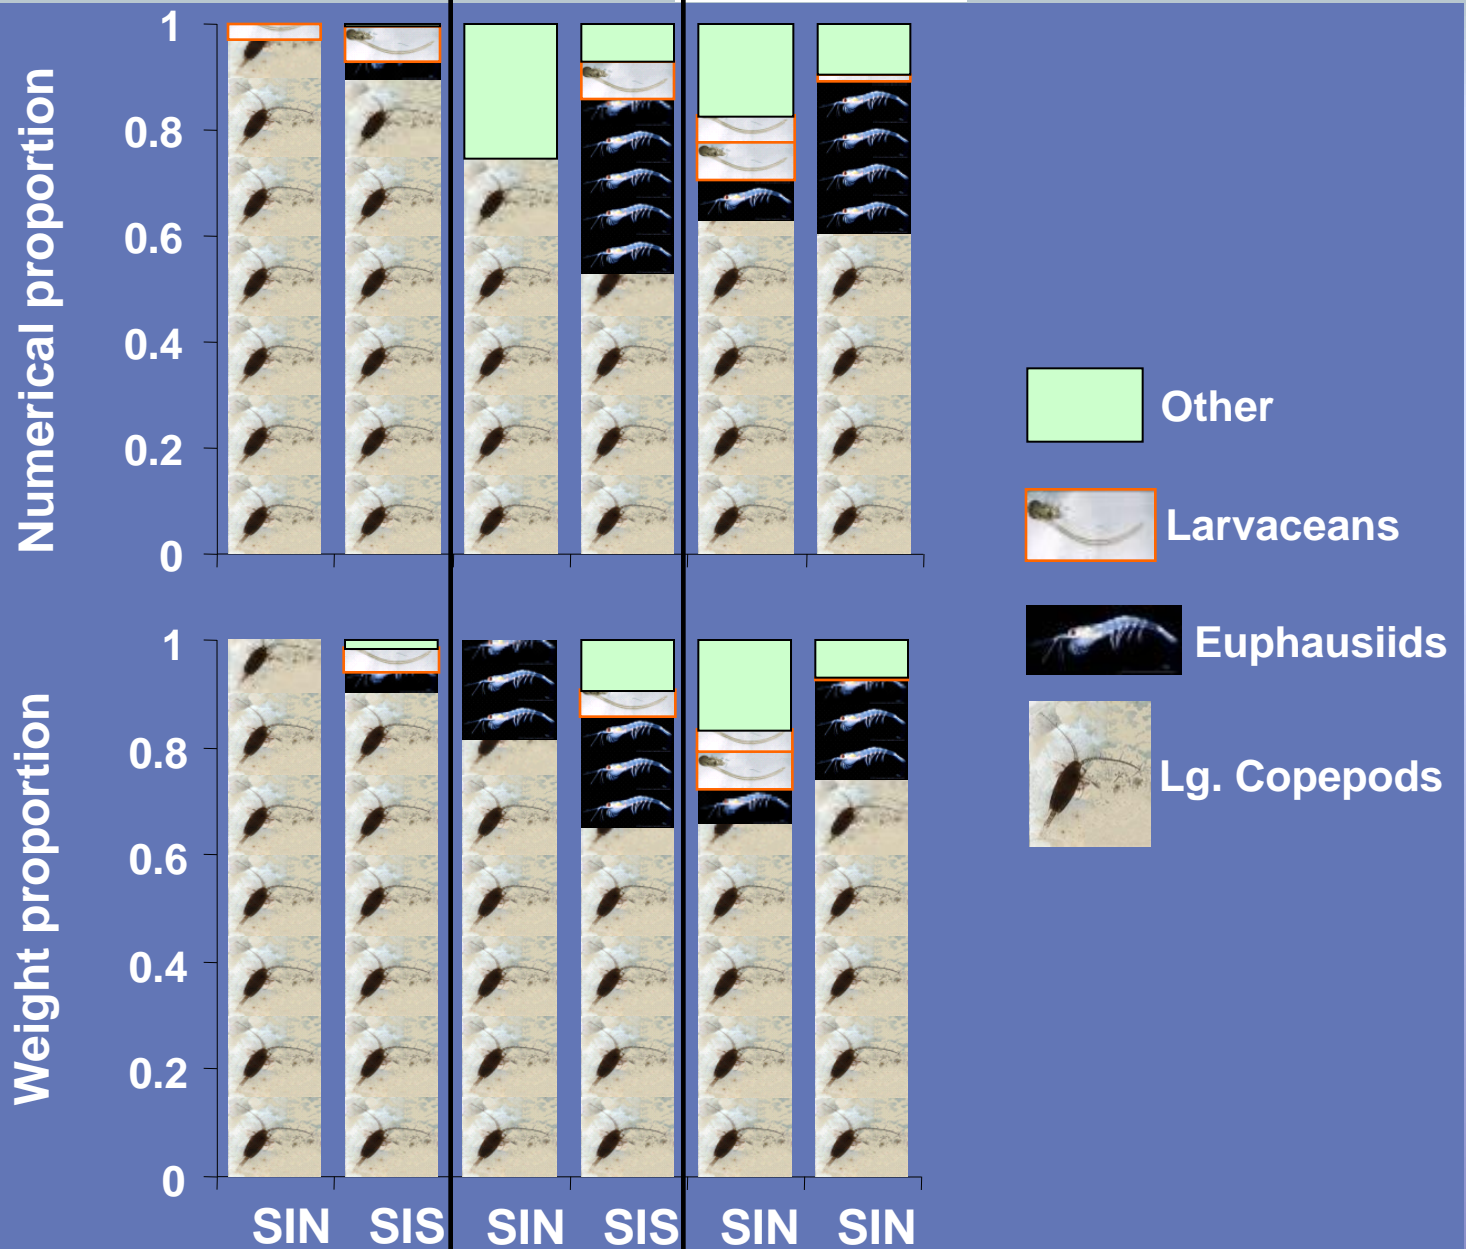 Numerical proportion
1
0.8
0.6
0.4
0.2
0
Weight proportion
1
0.8
0.6
0.4
0.2
0
SIN SIS SIN SIS SIN SIN
Other
Larvaceans
Euphausiids
Lg. Copepods